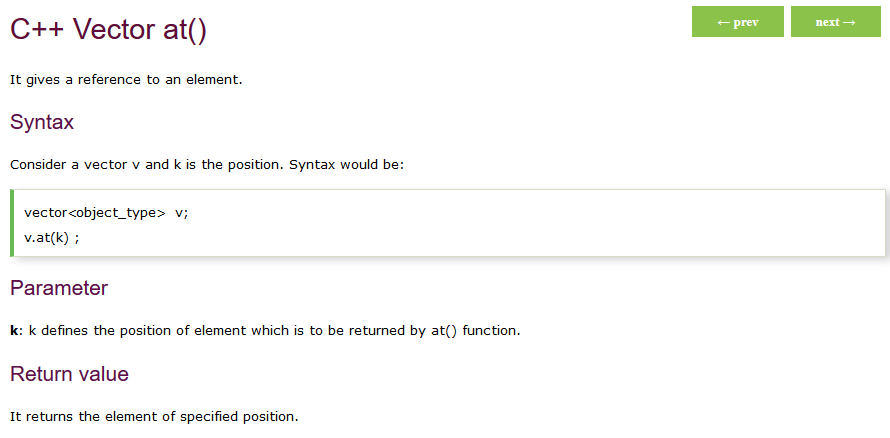 C++ Vector at()
← prev
next →
It gives a reference to an element.
Syntax
Consider a vector v and k is the position. Syntax would be:
vector<object_type>  v;
v.at(k) ;
Parameter
k: k defines the position of element which is to be returned by at() function.
Return value
It returns the element of specified position.